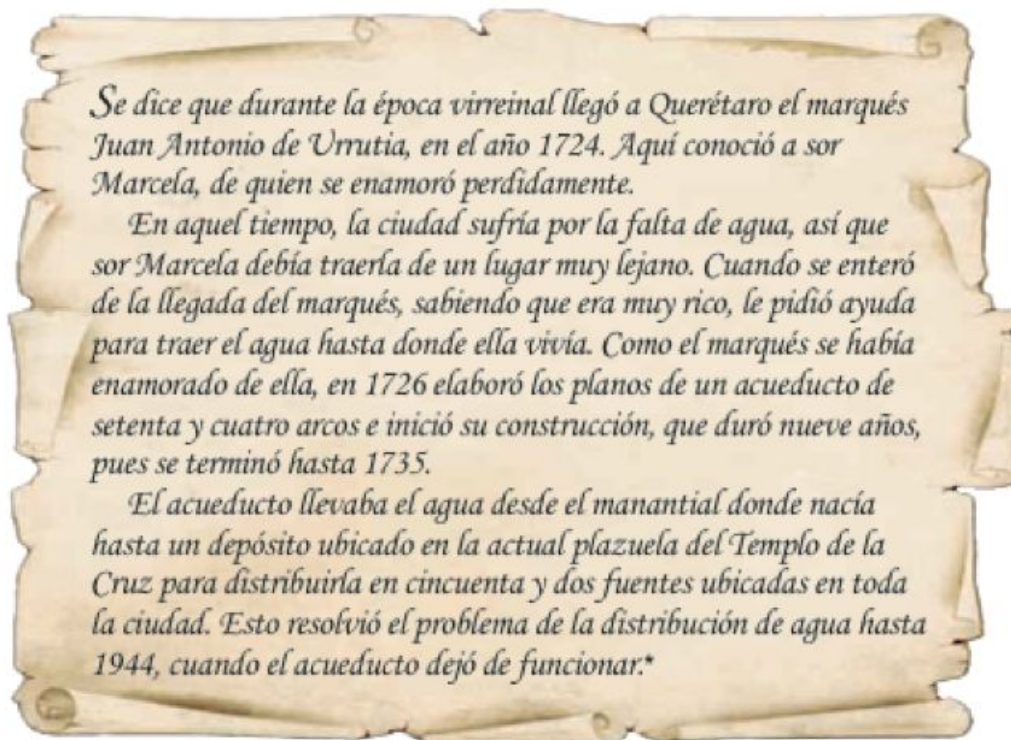 Se dice que durante la época virreinal llegó a Querétaro el marqués
Juan Antonio de Urrutia, en el año 1724. Aquí conoció a sor
Marcela, de quien se enamoró perdidamente.
En aquel tiempo, la ciudad sufría por la falta de agua, así que
sor Marcela debía traerla de un lugar muy lejano. Cuando se enteró
de la llegada del marqués, sabiendo que era muy rico, le pidió ayuda
para traer el agua hasta donde ella vivía. Como el marqués se había
enamorado de ella, en 1726 elaboró los planos de un acueducto de
setenta y cuatro arcos e inició su construcción, que duró nueve años,
pues se terminó hasta 1735.
El acueducto llevaba el agua desde el manantial donde nacía
hasta un depósito ubicado en la actual plazuela del Templo de la
Cruz para distribuirla en cincuenta y dos fuentes ubicadas en toda
la ciudad. Esto resolvió el problema de la distribución de agua hasta
1944, cuando el acueducto dejó de funcionar.*